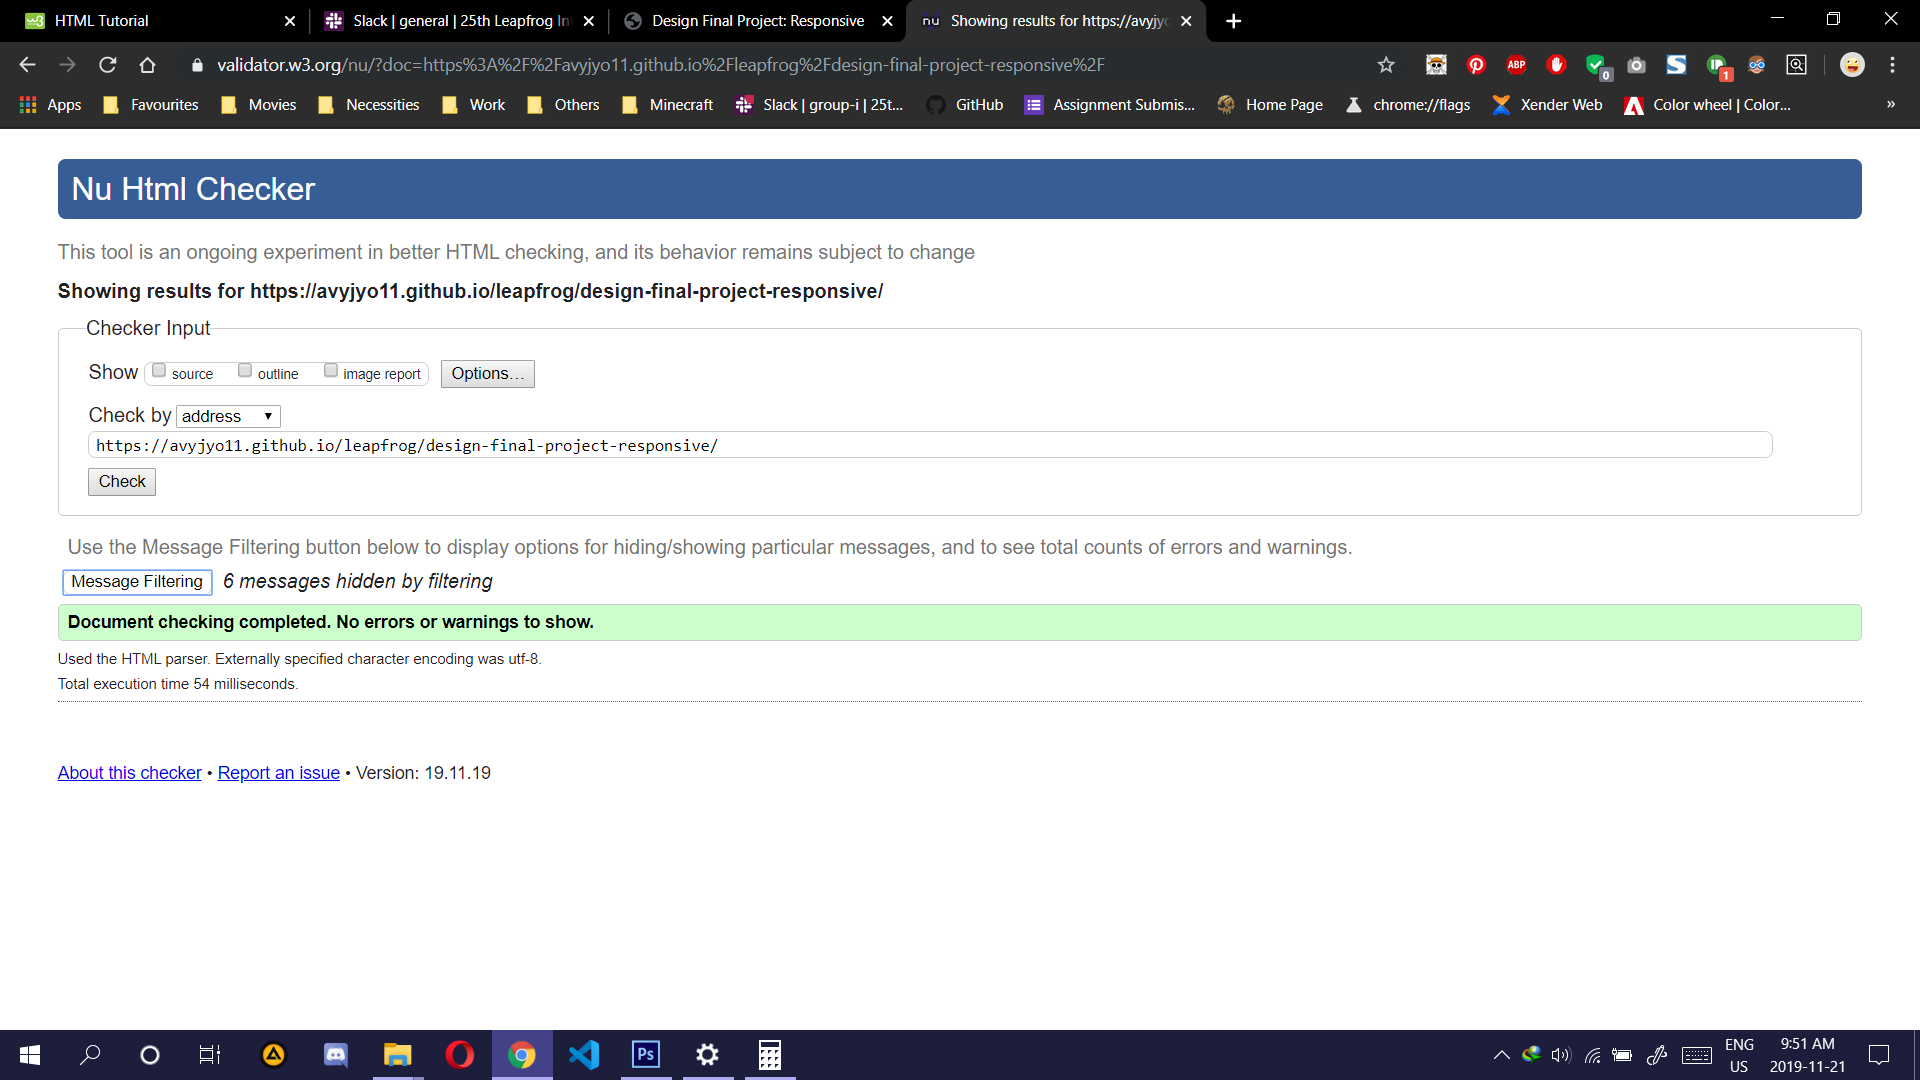 HTML Tutorial
Slack | general | 25th Leapfrog Int
Design Final Project: Responsive
nu Showing results for https://avyjyo
validator.w3.org/nu/?doc=https%3A%2F%2Favyjyo11.github.io%2Fleapfrog%2Fdesign-final-project-responsive%2F
ABP 0 1
Apps Favourites Movies Necessities Work Others Minecraft Slack | group-i | 25t... GitHub Assignment Submis... Home Page chrome://flags Xender Web Color wheel | Color... »
Nu Html Checker
This tool is an ongoing experiment in better HTML checking, and its behavior remains subject to change
Showing results for https://avyjyo11.github.io/leapfrog/design-final-project-responsive/
Checker Input
Show source outline image report Options...
Check by address
https://avyjyo11.github.io/leapfrog/design-final-project-responsive/
Check
Use the Message Filtering button below to display options for hiding/showing particular messages, and to see total counts of errors and warnings.
Message Filtering 6 messages hidden by filtering
Document checking completed. No errors or warnings to show.
Used the HTML parser. Externally specified character encoding was utf-8.
Total execution time 54 milliseconds.
About this checker • Report an issue • Version: 19.11.19
Ps
ENG
US
9:51 AM
2019-11-21